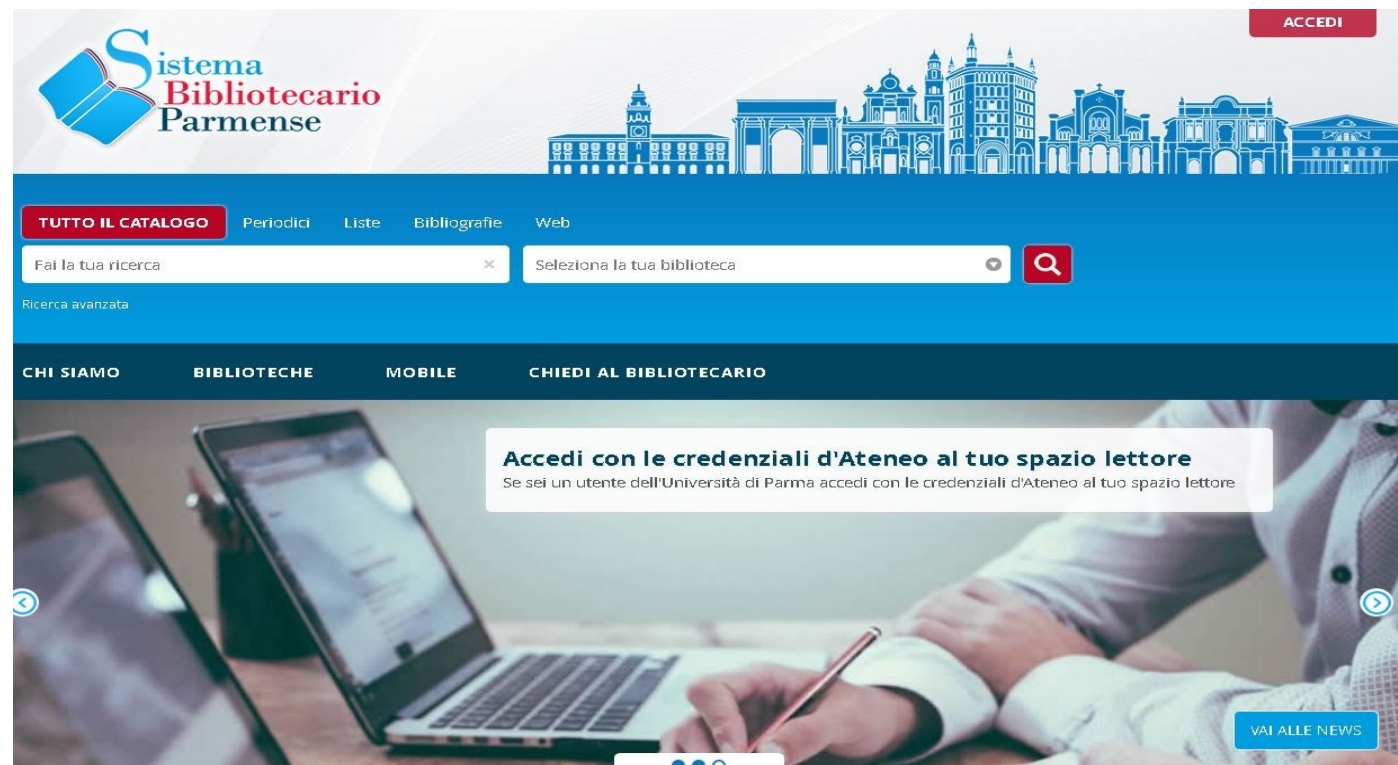 ACCEDI
Sistema
Bibliotecario
Parmense
TUTTO IL CATALOGO Periodici Liste Bibliografie Web
Fai la tua ricerca × Seleziona la tua biblioteca
Ricerca avanzata
CHI SIAMO BIBLIOTECHE MOBILE CHIEDI AL BIBLIOTECARIO
Accedi con le credenziali d'Ateneo al tuo spazio lettore
Se sei un utente dell'Università di Parma accedi con le credenziali d'Ateneo al tuo spazio lettore
VAI ALLE NEWS